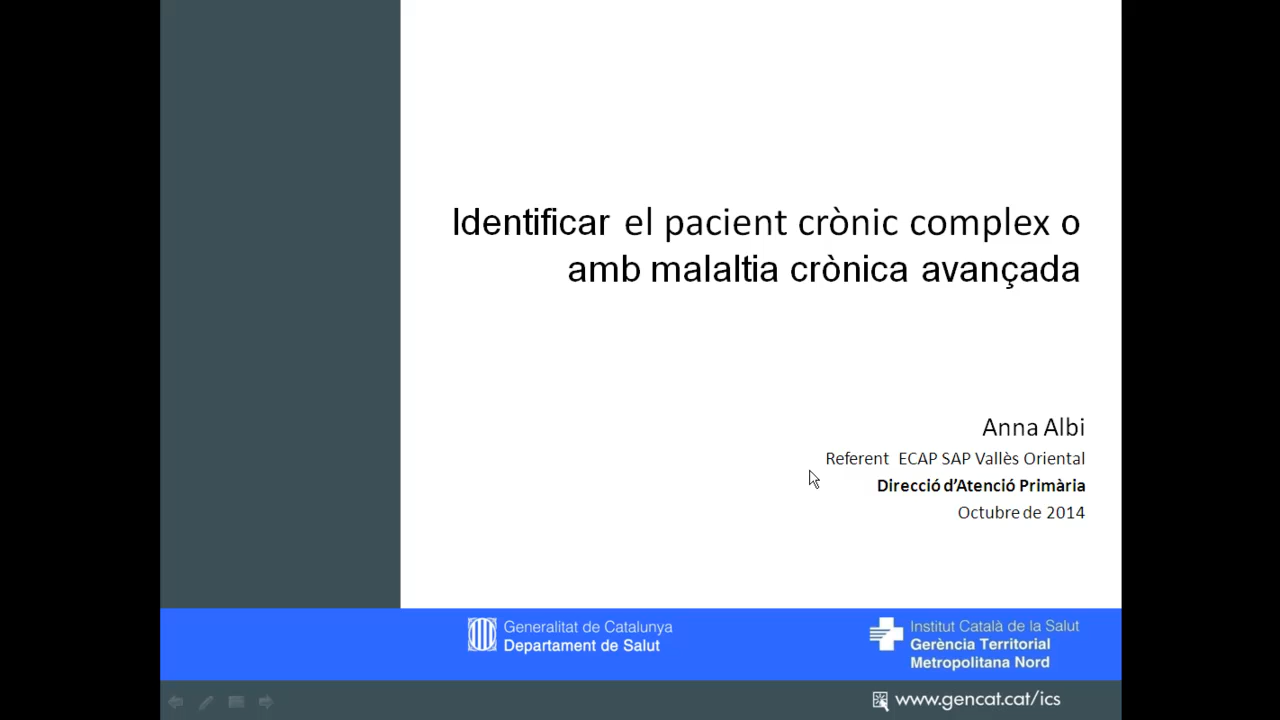 Identificar el pacient crònic complex o
amb malaltia crònica avançada
Anna Albi
Referent ECAP SAP Vallès Oriental
Direcció d'Atenció Primària
Octubre de 2014
Generalitat de Catalunya
Departament de Salut
Institut Català de la Salut
Gerència Territorial
Metropolitana Nord
www.gencat.cat/ics